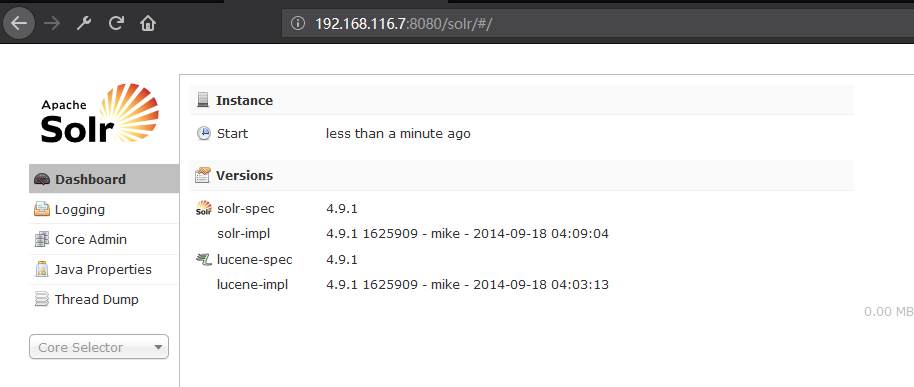 192.168.116.7:8080/solr/#/
Apache
Solr
Dashboard
Logging
Core Admin
Java Properties
Thread Dump
Core Selector
Instance
Start less than a minute ago
Versions
Solr solr-spec 4.9.1
solr-impl 4.9.1 1625909 - mike - 2014-09-18 04:09:04
lucene-spec 4.9.1
lucene-impl 4.9.1 1625909 - mike - 2014-09-18 04:03:13
0.00 MB